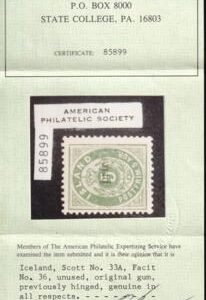 P.O. BOX 8000
STATE COLLEGE, PA. 16803
CERTIFICATE: 85899
AMERICAN
PHILATELIC SOCIETY
85899
ISLAND
5
Members of The American Philatelic Expertizing Service have
examined the item submitted and it is their opinion that it is
Iceland, Scott No. 33A, Facit
No. 36, unused, original gum,
previously hinged, genuine in
all respects.